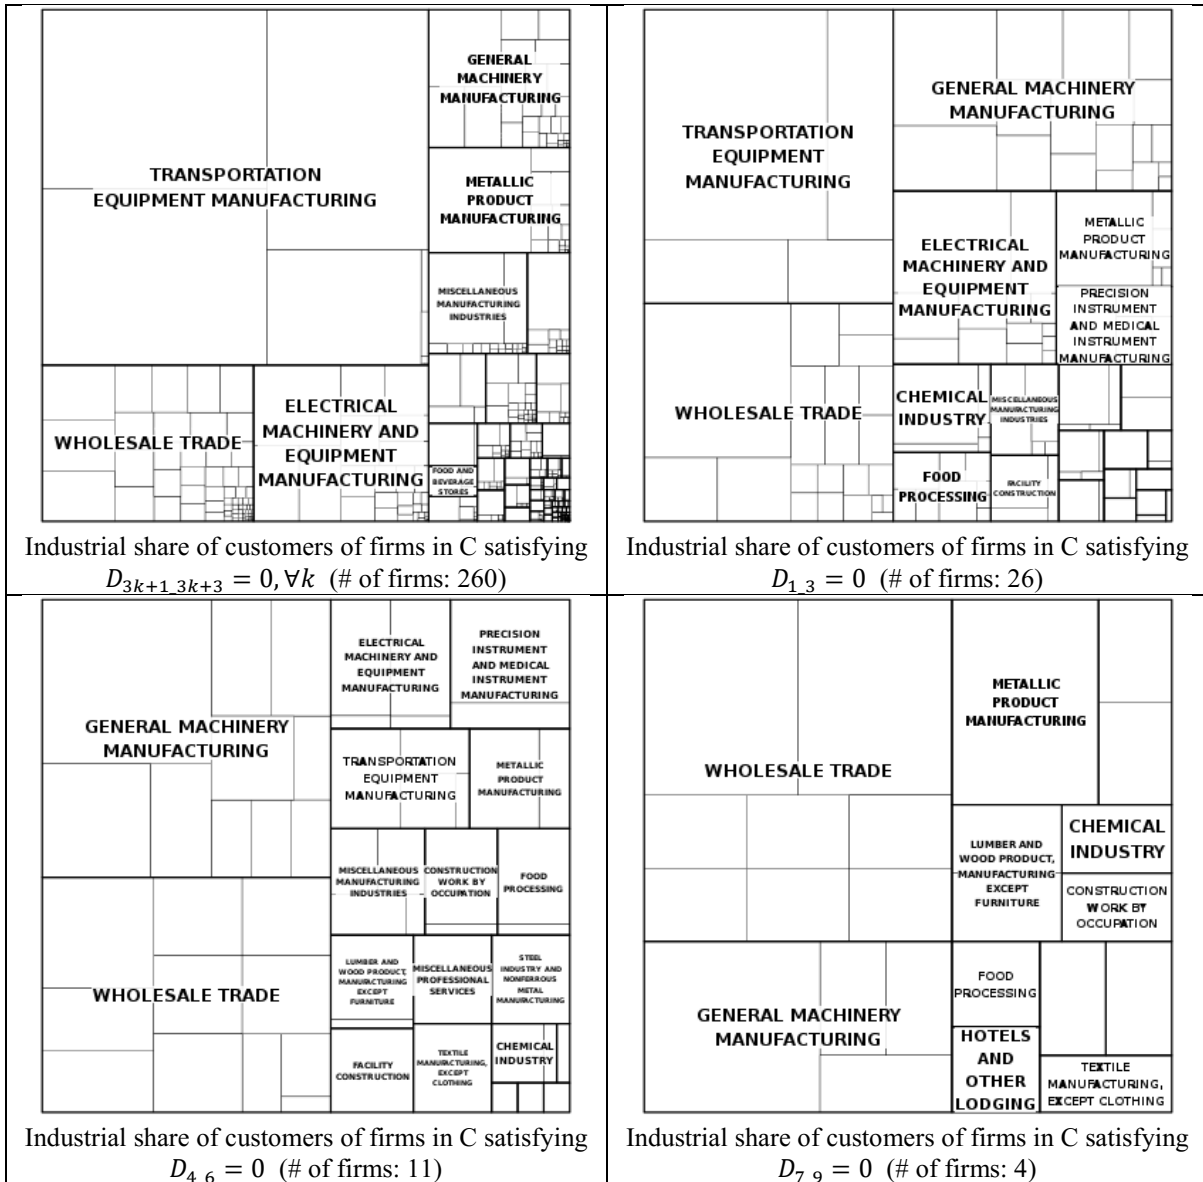 GENERAL
MACHINERY
MANUFACTURING
TRANSPORTATION
EQUIPMENT MANUFACTURING
METALLIC
PRODUCT
MANUFACTURING
MISCELLANEOUS
MANUFACTURING
INDUSTRIES
WHOLESALE TRADE
ELECTRICAL
MACHINERY AND
EQUIPMENT
MANUFACTURING
FOOD AND
BEVERAGE
STORES
Industrial share of customers of firms in C satisfying
D_{3k+1_3k+3} = 0, ∀k (# of firms: 260)
TRANSPORTATION
EQUIPMENT
MANUFACTURING
GENERAL MACHINERY
MANUFACTURING
ELECTRICAL
MACHINERY AND
EQUIPMENT
MANUFACTURING
METALLIC
PRODUCT
MANUFACTURING
PRECISION
INSTRUMENT
AND MEDICAL
INSTRUMENT
MANUFACTURING
WHOLESALE TRADE
CHEMICAL
INDUSTRY
MISCELLANEOUS
MANUFACTURING
INDUSTRIES
FOOD
PROCESSING
FACILITY
CONSTRUCTION
Industrial share of customers of firms in C satisfying
D_{1_3} = 0 (# of firms: 26)
GENERAL MACHINERY
MANUFACTURING
ELECTRICAL
MACHINERY AND
EQUIPMENT
MANUFACTURING
PRECISION
INSTRUMENT
AND MEDICAL
INSTRUMENT
MANUFACTURING
TRANSPORTATION
EQUIPMENT
MANUFACTURING
METALLIC
PRODUCT
MANUFACTURING
MISCELLANEOUS
MANUFACTURING
INDUSTRIES
CONSTRUCTION
WORK BY
OCCUPATION
FOOD
PROCESSING
WHOLESALE TRADE
LUMBER AND
WOOD PRODUCT,
MANUFACTURING
EXCEPT
FURNITURE
MISCELLANEOUS
PROFESSIONAL
SERVICES
STEEL
INDUSTRY AND
NONFERROUS
METAL
MANUFACTURING
FACILITY
CONSTRUCTION
TEXTILE
MANUFACTURING,
EXCEPT
CLOTHING
CHEMICAL
INDUSTRY
Industrial share of customers of firms in C satisfying
D_{4_6} = 0 (# of firms: 11)
WHOLESALE TRADE
METALLIC
PRODUCT
MANUFACTURING
LUMBER AND
WOOD PRODUCT,
MANUFACTURING
EXCEPT
FURNITURE
CHEMICAL
INDUSTRY
CONSTRUCTION
WORK BY
OCCUPATION
GENERAL MACHINERY
MANUFACTURING
FOOD
PROCESSING
HOTELS
AND
OTHER
LODGING
TEXTILE
MANUFACTURING,
EXCEPT CLOTHING
Industrial share of customers of firms in C satisfying
D_{7_9} = 0 (# of firms: 4)